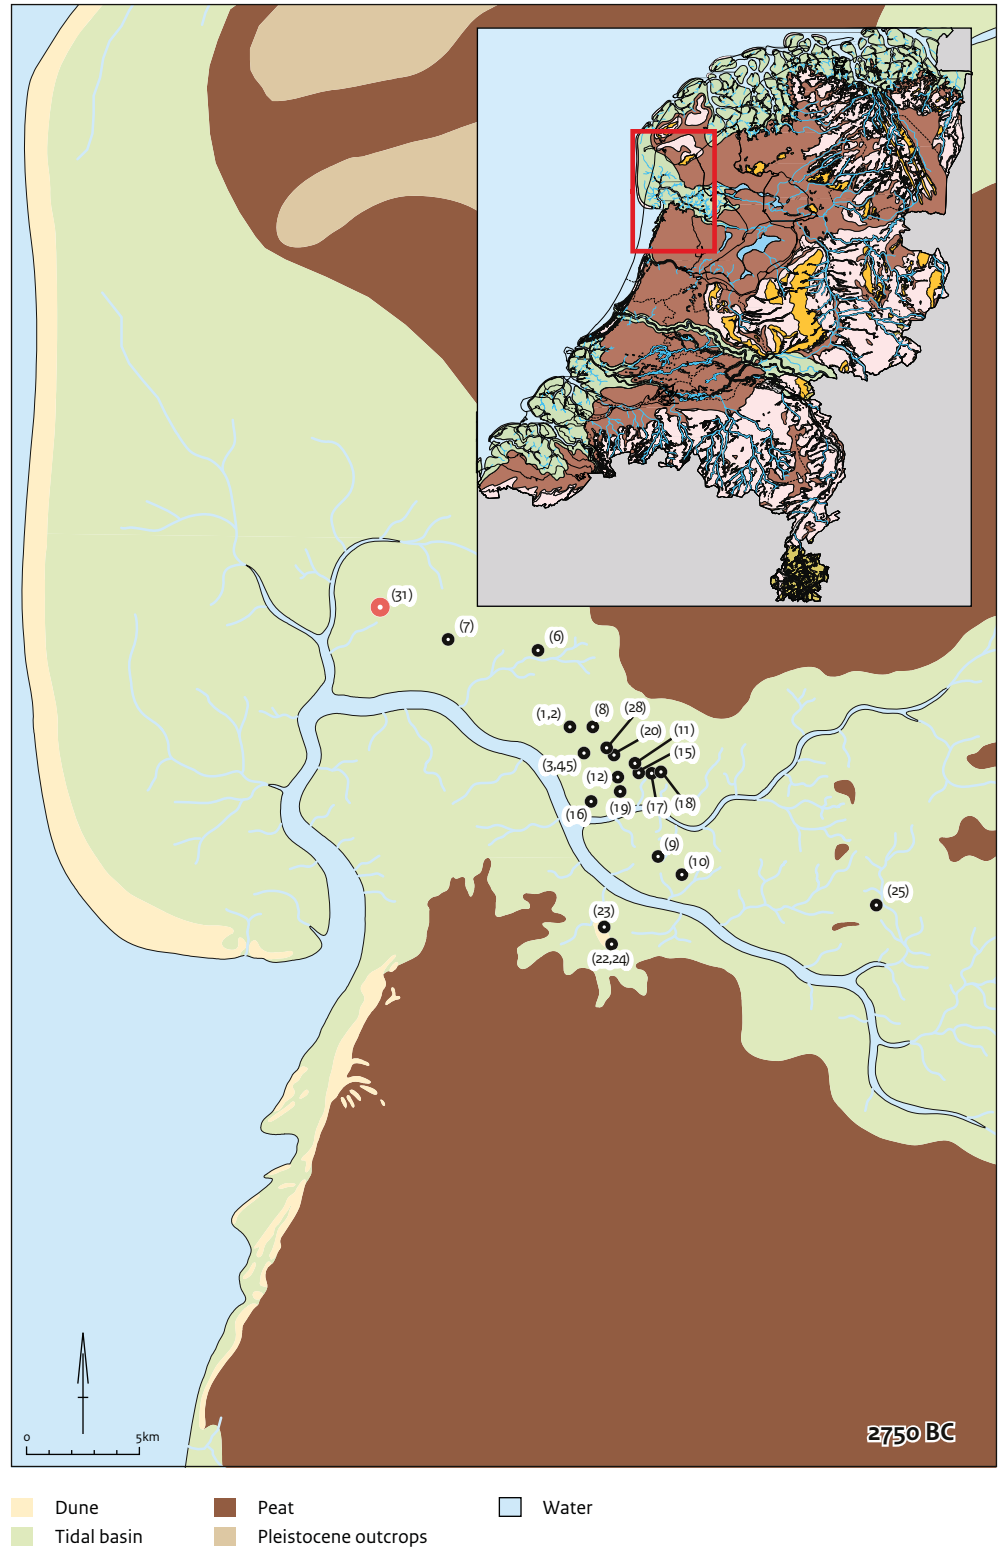 (31)
(7)
(6)
(1,2)
(8)
(28)
(20)
(11)
(3,4,5)
(15)
(12)
(16)
(19)
(17)
(18)
(9)
(10)
(25)
(23)
(22,24)
2750 BC
0 5km
Dune
Peat
Water
Tidal basin
Pleistocene outcrops